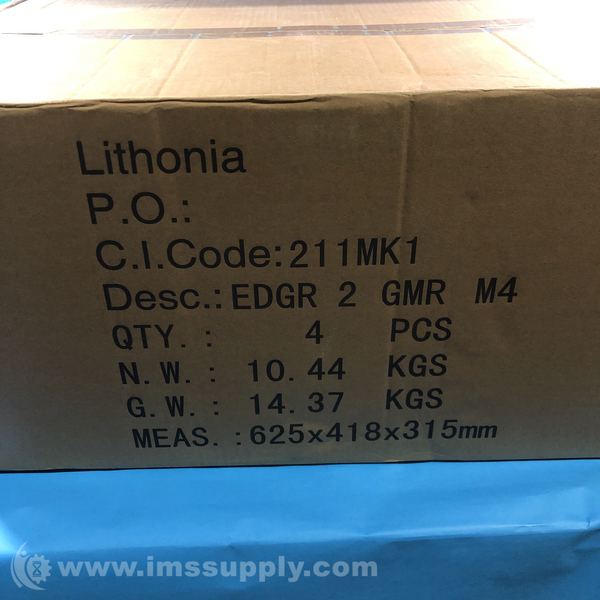 Lithonia
P.O.:
C.I.Code:211MK1
Desc.:EDGR 2 GMR M4
QTY. : 4 PCS
N. W. : 10. 44 KGS
G. W. : 14. 37 KGS
MEAS. :625x418x315mm
www.imssupply.com